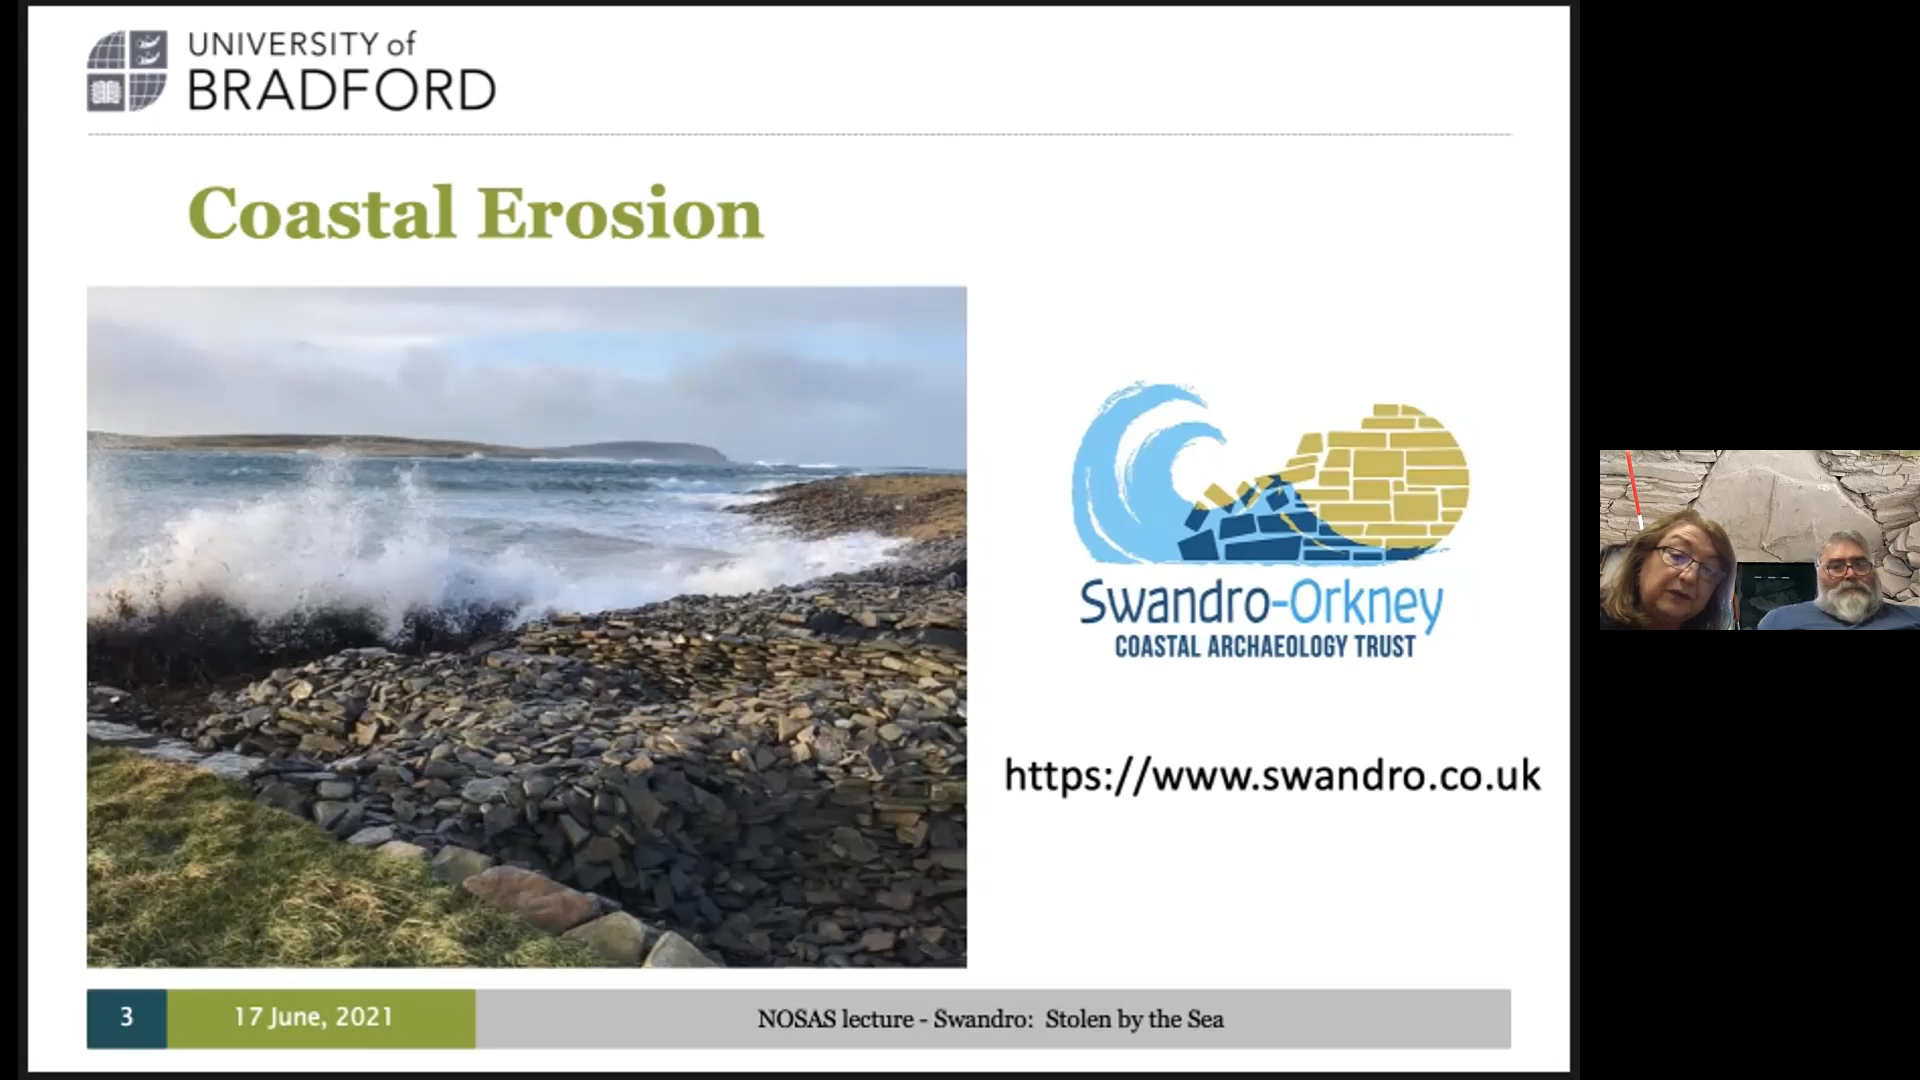 UNIVERSITY of
BRADFORD
Coastal Erosion
Swandro-Orkney
COASTAL ARCHAEOLOGY TRUST
https://www.swandro.co.uk
3
17 June, 2021
NOSAS lecture - Swandro: Stolen by the Sea